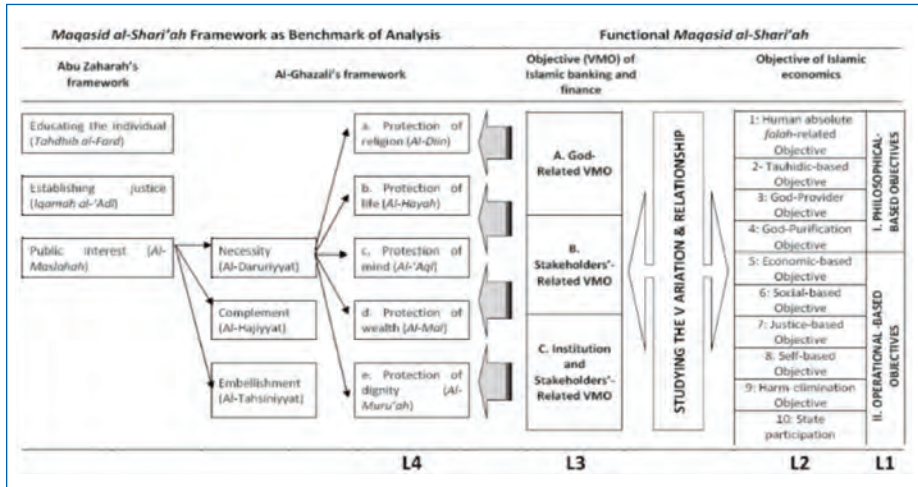 Maqasid al-Shari'ah Framework as Benchmark of Analysis
Functional Maqasid al-Shari'ah
Abu Zaharah's
framework
Al-Ghazali's framework
Objective (VMO) of
Islamic banking and
finance
Objective of Islamic
economics
Educating the individual
(Tahdhib al-Fard)
Establishing justice
(Iqamah al-'Adl)
Public Interest (Al-
Maslahah)
Necessity
(Al-Daruriyyat)
Complement
(Al-Hajiyyat)
Embellishment
(Al-Tahsiniyyat)
a. Protection of
religion (Al-Diin)
b. Protection of
life (Al-Hayah)
c. Protection of
mind (Al-'Aql)
d. Protection of
wealth (Al-Mal)
e. Protection of
dignity (Al-
Muru'ah)
A. God-
Related VMO
B.
Stakeholders'-
Related VMO
C. Institution
and
Stakeholders'-
Related VMO
STUDYING THE V ARIATION & RELATIONSHIP
1: Human absolute
falah-related
Objective
2- Tauhidic-based
Objective
3: God-Provider
Objective
4: God-Purification
Objective
5: Economic-based
Objective
6: Social-based
Objective
7: Justice-based
Objective
8: Self-based
Objective
9: Harm-elimination
Objective
10: State
participation
I. PHILOSOPHICAL-
BASED OBJECTIVES
II. OPERATIONAL -BASED
OBJECTIVES
L4
L3
L2
L1